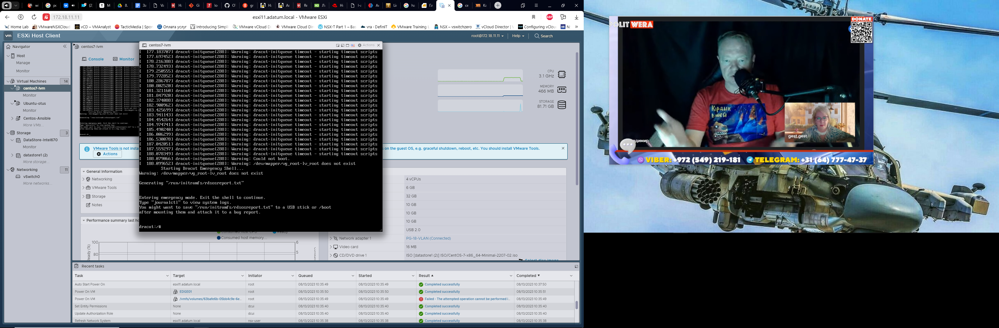 172.18.11.11
esxi11.adatum.local - VMware ESXi
Home Lab
VMwareNSXCloud
vCD – VMAnalyst
TacticMedia | Spon
Оплата услуг
Introducing Simpli
VMware vCloud D
VMware Cloud Dir
NSX-T Part 1 – Bas
vra · DefinIT
VMware Training L
NSX – vswitchzero
vCloud Director | V
Configuring vClou
vm ESXi Host Client
root@172.18.11.11
Help
Search
Navigator
Host
Manage
Monitor
Virtual Machines 14
centos7-lvm
Monitor
Ubuntu-otus
Monitor
Centos-Ansible
More VMs...
Storage 3
DataStore-Intel670
Monitor
datastore1 (2)
More storage...
Networking 11
vSwitch0
More networks...
centos7-lvm
Console
Monitor
centos7-lvm
Actions
[ 177.183707] dracut-initqueue[288]: Warning: dracut-initqueue timeout - starting timeout scripts
[ 177.697452] dracut-initqueue[288]: Warning: dracut-initqueue timeout - starting timeout scripts
[ 178.216388] dracut-initqueue[288]: Warning: dracut-initqueue timeout - starting timeout scripts
[ 178.732493] dracut-initqueue[288]: Warning: dracut-initqueue timeout - starting timeout scripts
[ 179.250555] dracut-initqueue[288]: Warning: dracut-initqueue timeout - starting timeout scripts
[ 179.772852] dracut-initqueue[288]: Warning: dracut-initqueue timeout - starting timeout scripts
[ 180.286787] dracut-initqueue[288]: Warning: dracut-initqueue timeout - starting timeout scripts
[ 180.802520] dracut-initqueue[288]: Warning: dracut-initqueue timeout - starting timeout scripts
[ 181.321160] dracut-initqueue[288]: Warning: dracut-initqueue timeout - starting timeout scripts
[ 181.847920] dracut-initqueue[288]: Warning: dracut-initqueue timeout - starting timeout scripts
[ 182.374088] dracut-initqueue[288]: Warning: dracut-initqueue timeout - starting timeout scripts
[ 182.900962] dracut-initqueue[288]: Warning: dracut-initqueue timeout - starting timeout scripts
[ 183.425699] dracut-initqueue[288]: Warning: dracut-initqueue timeout - starting timeout scripts
[ 183.941143] dracut-initqueue[288]: Warning: dracut-initqueue timeout - starting timeout scripts
[ 184.454264] dracut-initqueue[288]: Warning: dracut-initqueue timeout - starting timeout scripts
[ 184.974741] dracut-initqueue[288]: Warning: dracut-initqueue timeout - starting timeout scripts
[ 185.490240] dracut-initqueue[288]: Warning: dracut-initqueue timeout - starting timeout scripts
[ 186.006299] dracut-initqueue[288]: Warning: dracut-initqueue timeout - starting timeout scripts
[ 186.530078] dracut-initqueue[288]: Warning: dracut-initqueue timeout - starting timeout scripts
[ 187.042051] dracut-initqueue[288]: Warning: dracut-initqueue timeout - starting timeout scripts
[ 187.559297] dracut-initqueue[288]: Warning: dracut-initqueue timeout - starting timeout scripts
[ 188.078349] dracut-initqueue[288]: Warning: dracut-initqueue timeout - starting timeout scripts
[ 188.079066] dracut-initqueue[288]: Warning: Could not boot.
[ 188.099652] dracut-initqueue[288]: Warning: /dev/mapper/vg_root-lv_root does not exist
Starting Dracut Emergency Shell...
Warning: /dev/mapper/vg_root-lv_root does not exist
Generating "/run/initramfs/rdsosreport.txt"
Entering emergency mode. Exit the shell to continue.
Type "journalctl" to view system logs.
You might want to save "/run/initramfs/rdsosreport.txt" to a USB stick or /boot
after mounting them and attach it to a bug report.
dracut:/#
CPU
3.1 GHz
MEMORY
466 MB
STORAGE
81.71 GB
VMware Tools is not insta
s on the guest OS, e.g. graceful shutdown, reboot, etc. You should install VMware Tools.
Actions
General Information
Networking
VMware Tools
Storage
Notes
Performance summary last ho
Consumed host CPU
Ready
Consumed host memory...
100
80
6
5
4 vCPUs
6 GB
32 GB
10 GB
10 GB
10 GB
USB 2.0
Network adapter 1
PG-18-VLAN (Connected)
Video card
16 MB
CD/DVD drive 1
ISO [datastore1 (2)] ISO/CentOS-7-x86_64-Minimal-2207-02.iso
Select disc image
Recent tasks
Task Target Initiator Queued Started Result Completed
Auto Start Power On esxi11.adatum.local root 08/13/2023 10:35:49 08/13/2023 10:35:49 Completed successfully 08/13/2023 10:37:50
Power On VM EDGE01 root 08/13/2023 10:35:50 08/13/2023 10:35:50 Completed successfully 08/13/2023 10:35:51
Power On VM /vmfs/volumes/63bafe6b-05bb4c9e-6e... root 08/13/2023 10:35:49 08/13/2023 10:35:49 Failed - The attempted operation cannot be performed i... 08/13/2023 10:35:49
Set Entity Permissions None dcui 08/13/2023 10:35:40 08/13/2023 10:35:40 Completed successfully 08/13/2023 10:35:40
Update Authorization Role None dcui 08/13/2023 10:35:40 08/13/2023 10:35:40 Completed successfully 08/13/2023 10:35:40
Refresh Network System esxi11.adatum.local nsx-user 08/13/2023 10:35:38 08/13/2023 10:35:38 Completed successfully 08/13/2023 10:35:38
POLIT WERA
DONATE
Кірдык
вашей
gest gest
димир
VIBER: +972 (549) 219-181 TELEGRAM: +31 (64) 777-47-37